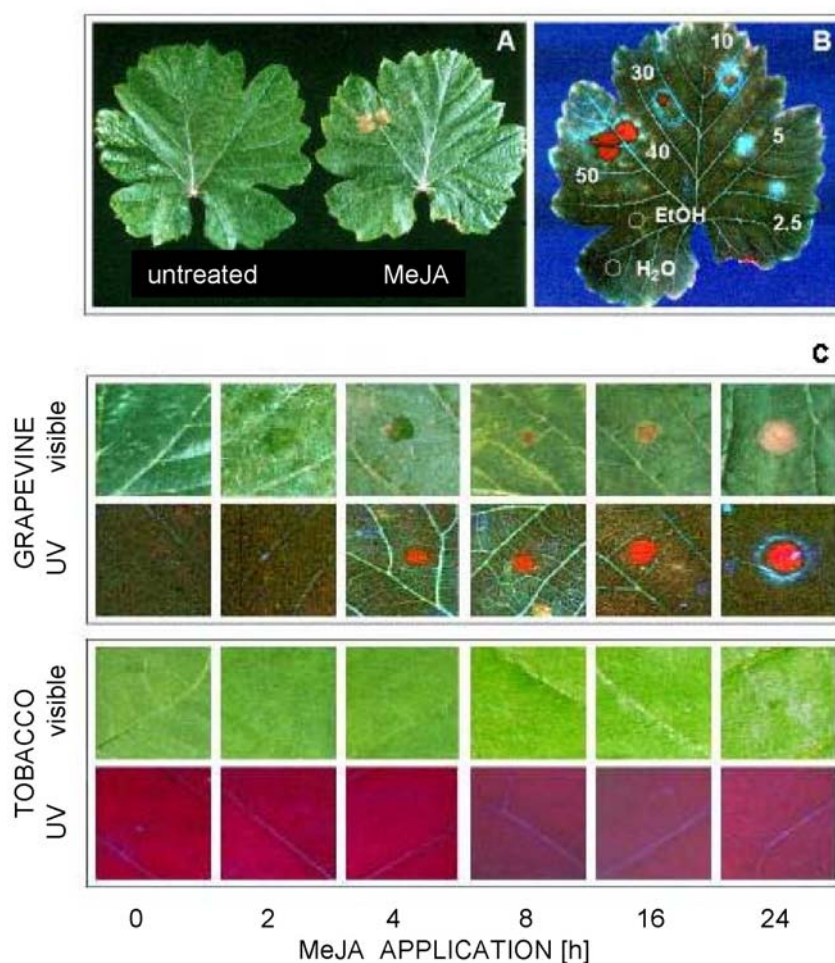 A
B
untreated MeJA
10
30
5
40
50
2.5
EtOH
H₂O
C
GRAPEVINE
visible
UV
TOBACCO
visible
UV
0 2 4 8 16 24
MeJA APPLICATION [h]